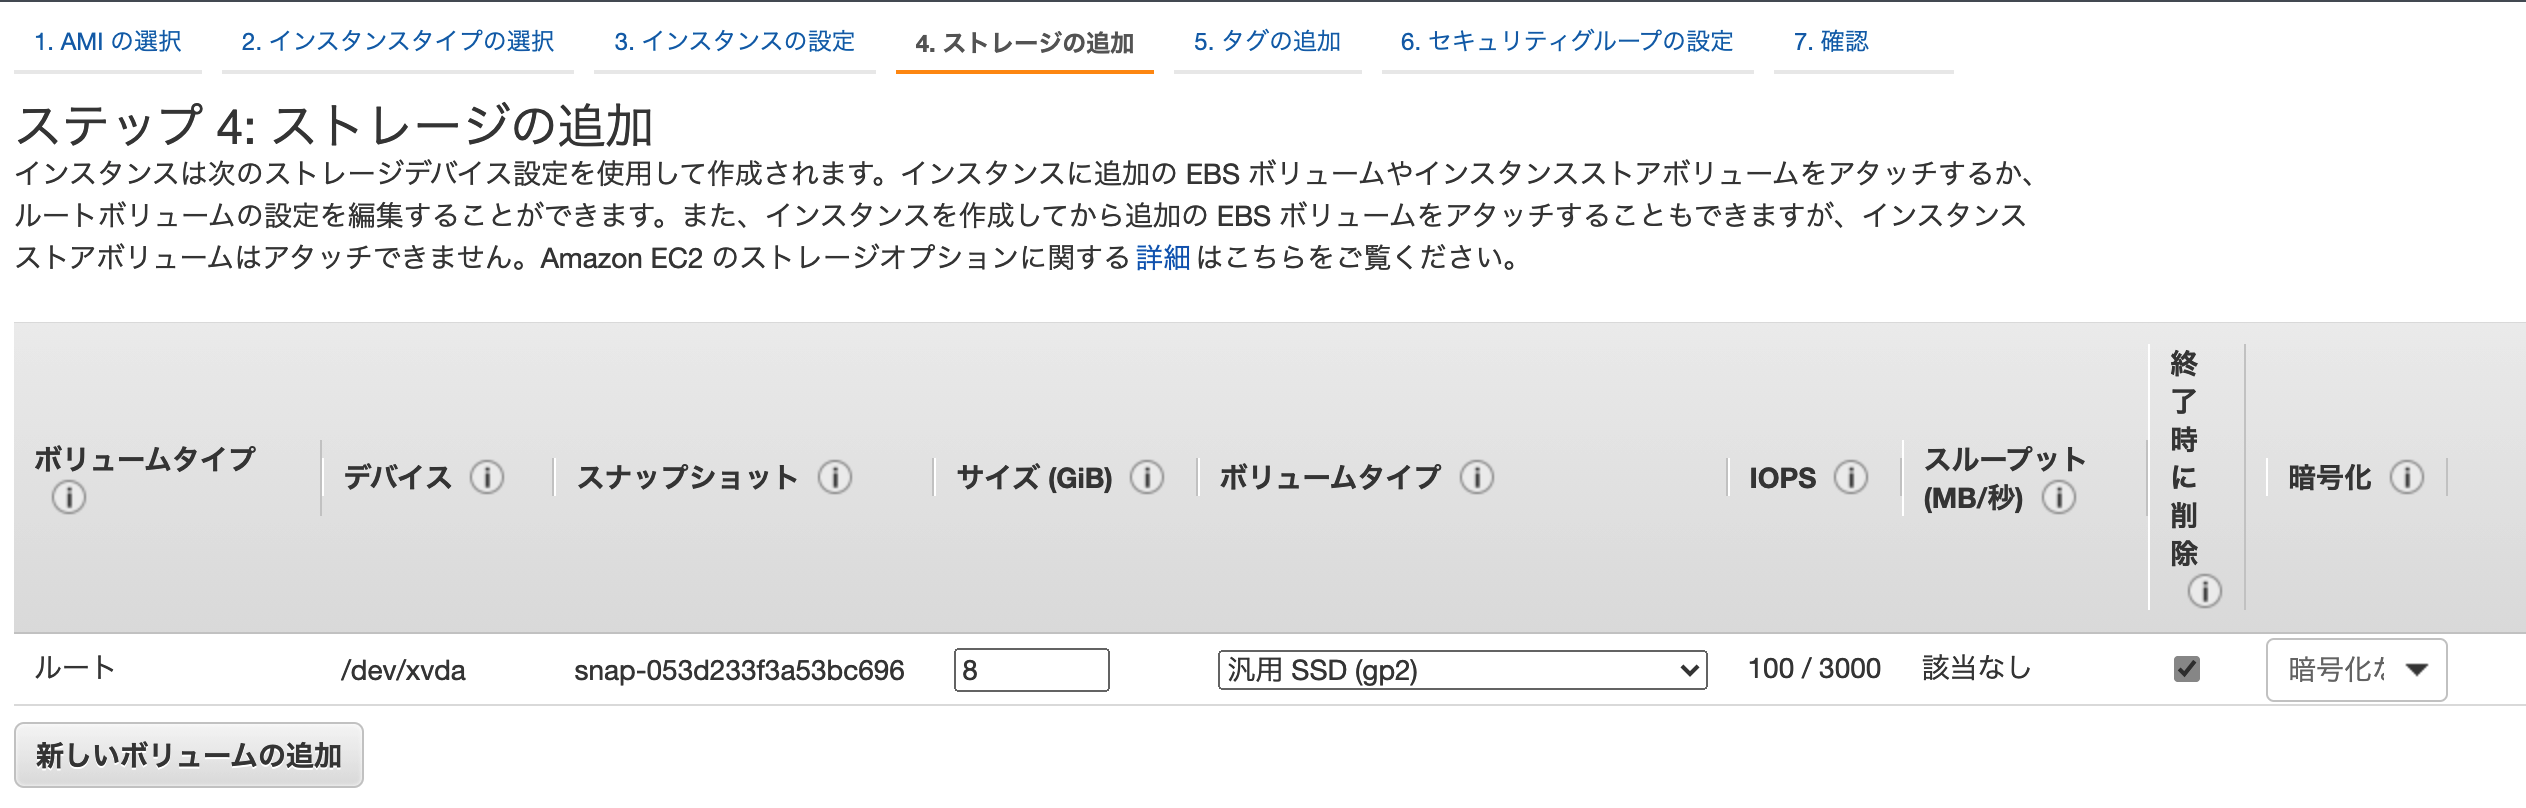 1. AMI の選択 2. インスタンスタイプの選択 3. インスタンスの設定 4. ストレージの追加 5. タグの追加 6. セキュリティグループの設定 7. 確認
ステップ 4: ストレージの追加
インスタンスは次のストレージデバイス設定を使用して作成されます。インスタンスに追加の EBS ボリュームやインスタンスストアボリュームをアタッチするか、
ルートボリュームの設定を編集することができます。また、インスタンスを作成してから追加の EBS ボリュームをアタッチすることもできますが、インスタンス
ストアボリュームはアタッチできません。Amazon EC2 のストレージオプションに関する 詳細 はこちらをご覧ください。
ボリュームタイプ デバイス スナップショット サイズ (GiB) ボリュームタイプ IOPS スループット (MB/秒) 終了時に削除 暗号化
ルート /dev/xvda snap-053d233f3a53bc696 8 汎用 SSD (gp2) 100 / 3000 該当なし 暗号化な
新しいボリュームの追加